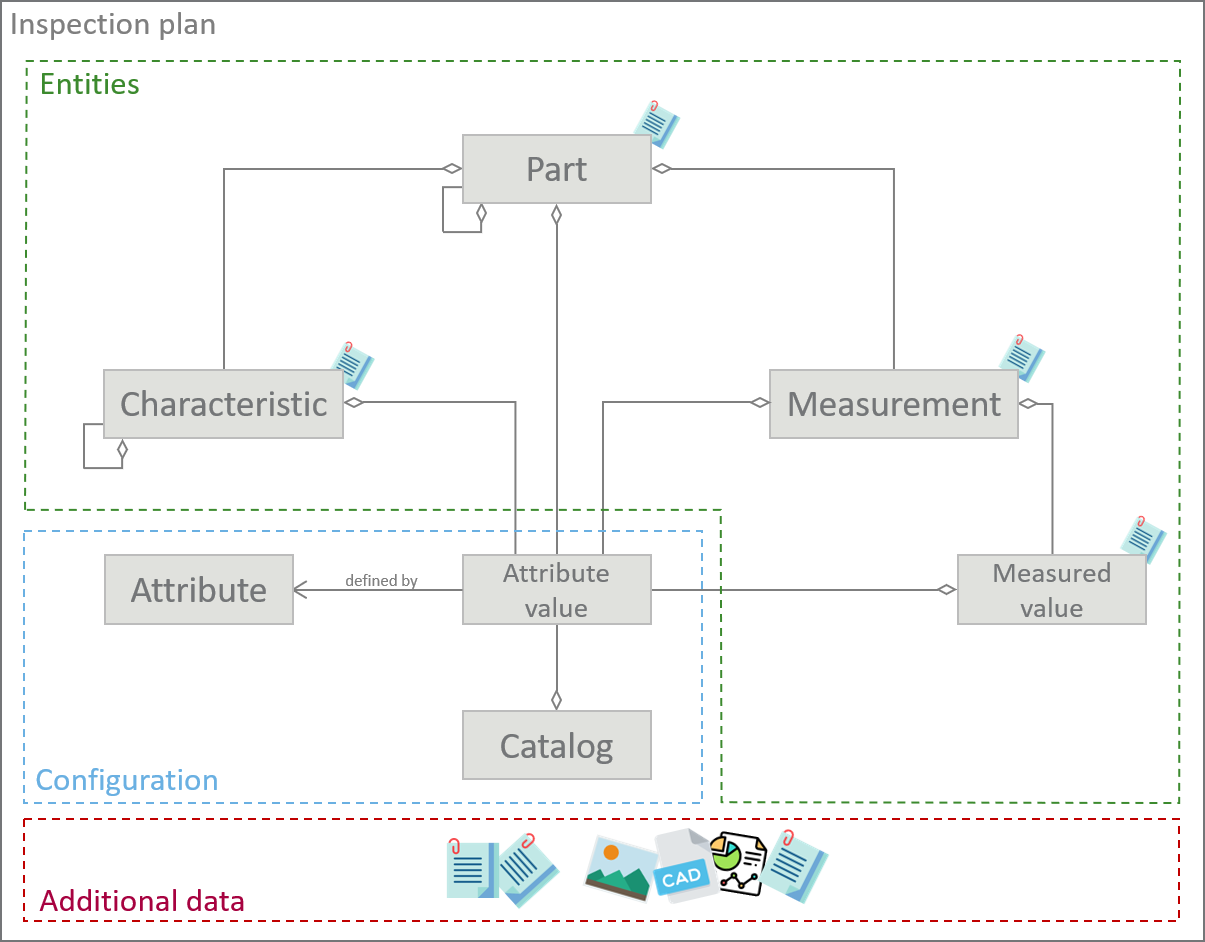 Inspection plan
Entities
Part
Characteristic
Measurement
Attribute
defined by
Attribute
value
Measured
value
Catalog
Configuration
CAD
Additional data